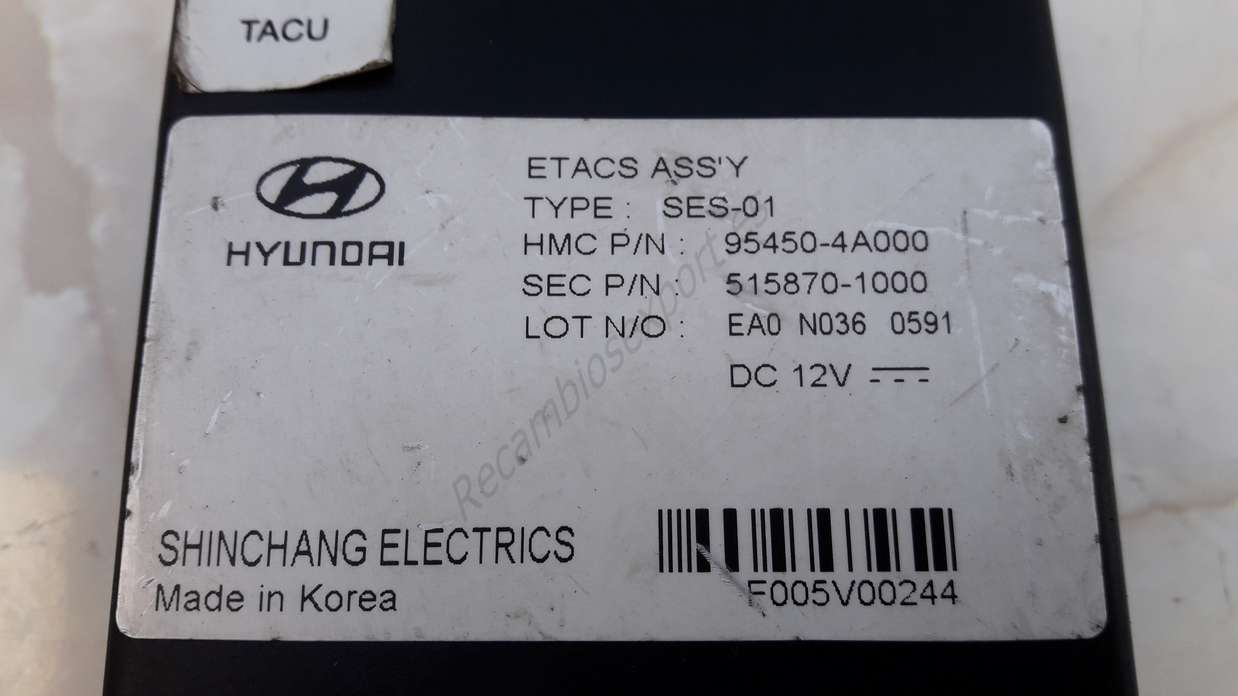 TACU
HYUNDAI
ETACS ASS'Y
TYPE : SES-01
HMC P/N : 95450-4A000
SEC P/N : 515870-1000
LOT N/O : EA0 N036 0591
DC 12V
Recambiosdeportes
SHINCHANG ELECTRICS
Made in Korea
F005V00244